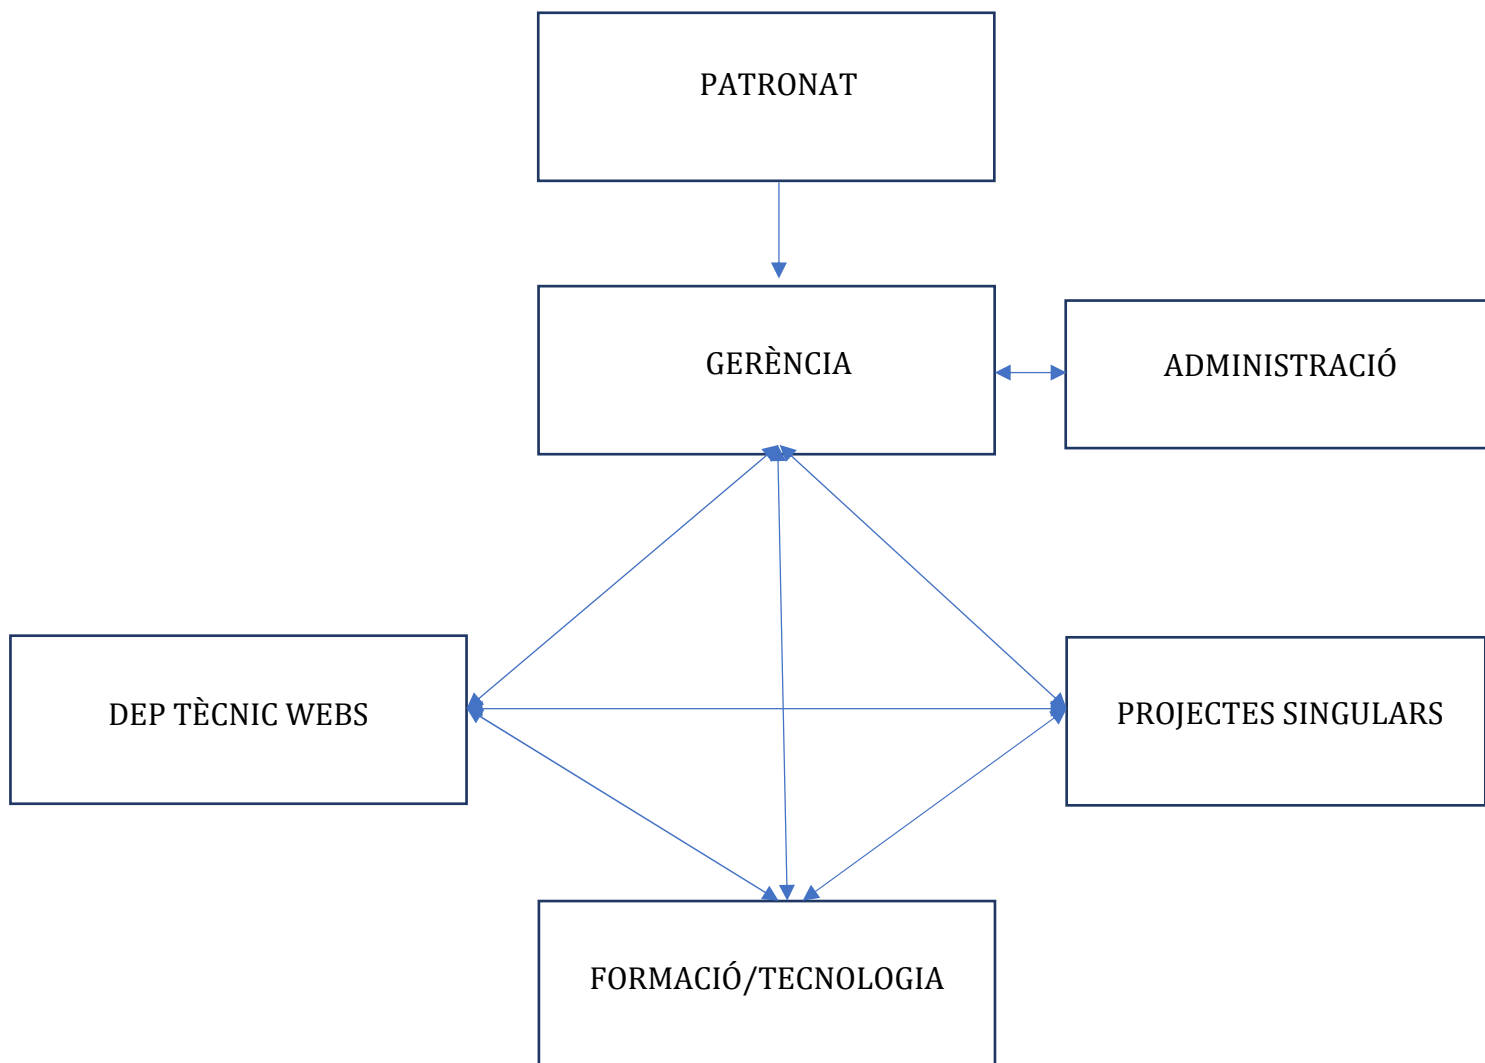 PATRONAT
GERÈNCIA
ADMINISTRACIÓ
DEP TÈCNIC WEBS
PROJECTES SINGULARS
FORMACIÓ/TECNOLOGIA